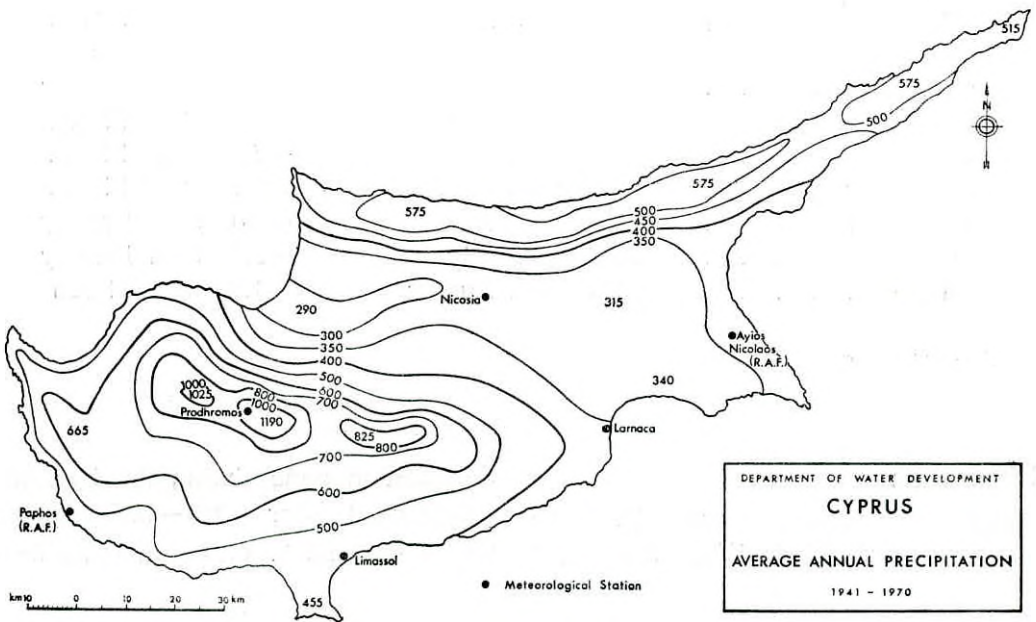 515
575
500
N
575
575
500
450
400
350
290
Nicosia
315
300
350
400
500
600
700
Ayios
Nicolaos
(R.A.F.)
340
1000
1025
800
1000
Prodhromos
1190
825
800
665
700
600
500
Larnaca
Paphos
(R.A.F.)
Limassol
455
km10 0 10 20 30 km
Meteorological Station
DEPARTMENT OF WATER DEVELOPMENT
CYPRUS
AVERAGE ANNUAL PRECIPITATION
1941 - 1970